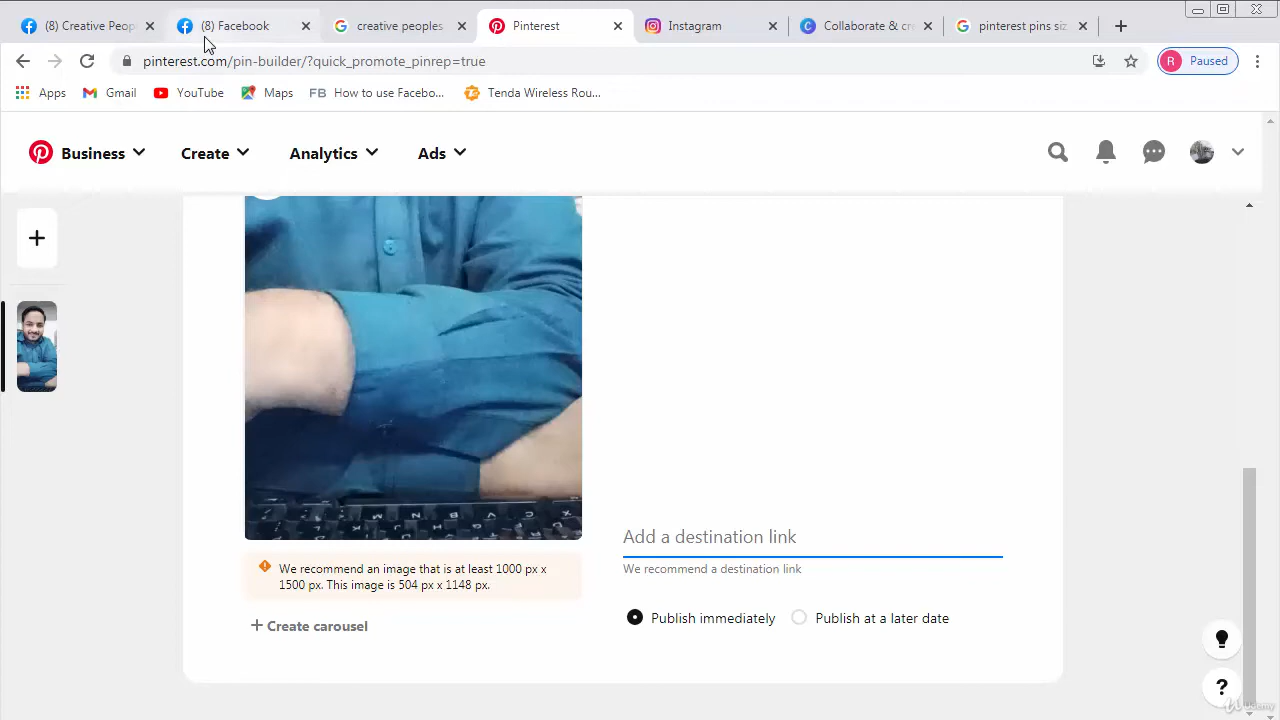 (8) Creative Peop
(8) Facebook
creative peoples
Pinterest
Instagram
Collaborate & cre
pinterest pins siz
pinterest.com/pin-builder/?quick_promote_pinrep=true
R
Paused
Apps
Gmail
YouTube
Maps
FB
How to use Facebo...
Tenda Wireless Rou...
Business
Create
Analytics
Ads
Add a destination link
We recommend a destination link
We recommend an image that is at least 1000 px x
1500 px. This image is 504 px x 1148 px.
Create carousel
Publish immediately
Publish at a later date
?
Udemy